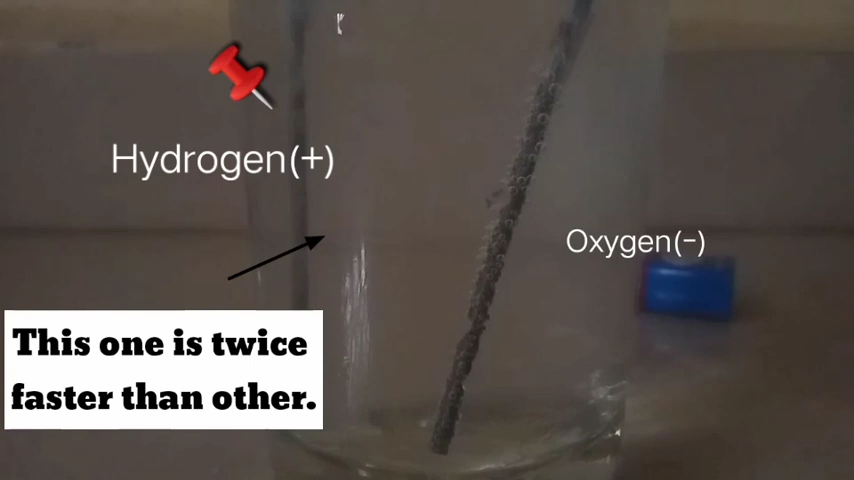 Hydrogen(+)
Oxygen(-)
This one is twice
faster than other.